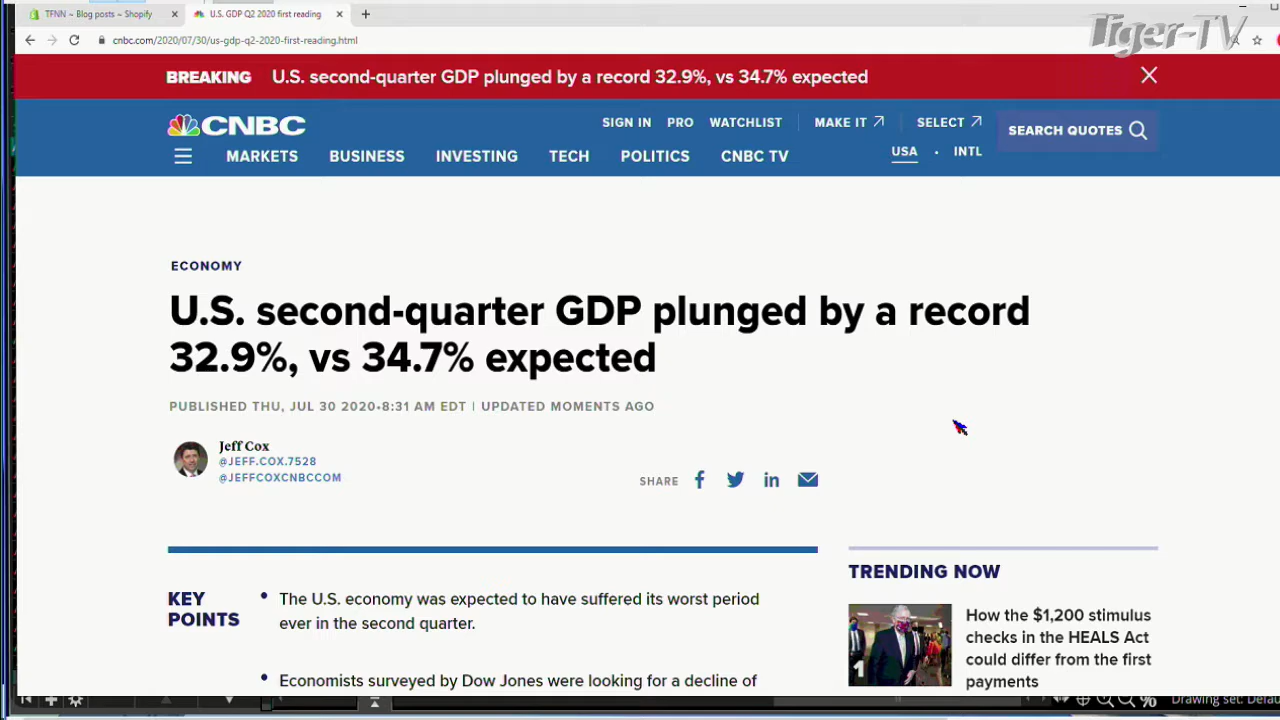 TFNN ~ Blog posts ~ Shopify
U.S. GDP Q2 2020 first reading
Tiger-TV
cnbc.com/2020/07/30/us-gdp-q2-2020-first-reading.html
BREAKING U.S. second-quarter GDP plunged by a record 32.9%, vs 34.7% expected
CNBC
SIGN IN PRO WATCHLIST MAKE IT SELECT
SEARCH QUOTES
USA • INTL
MARKETS BUSINESS INVESTING TECH POLITICS CNBC TV
ECONOMY
U.S. second-quarter GDP plunged by a record
32.9%, vs 34.7% expected
PUBLISHED THU, JUL 30 2020•8:31 AM EDT | UPDATED MOMENTS AGO
Jeff Cox
@JEFF.COX.7528
@JEFFCOXCNBCCOM
SHARE
KEY
POINTS
• The U.S. economy was expected to have suffered its worst period
ever in the second quarter.
• Economists surveyed by Dow Jones were looking for a decline of
TRENDING NOW
1
How the $1,200 stimulus
checks in the HEALS Act
could differ from the first
payments
Drawing set: Defau